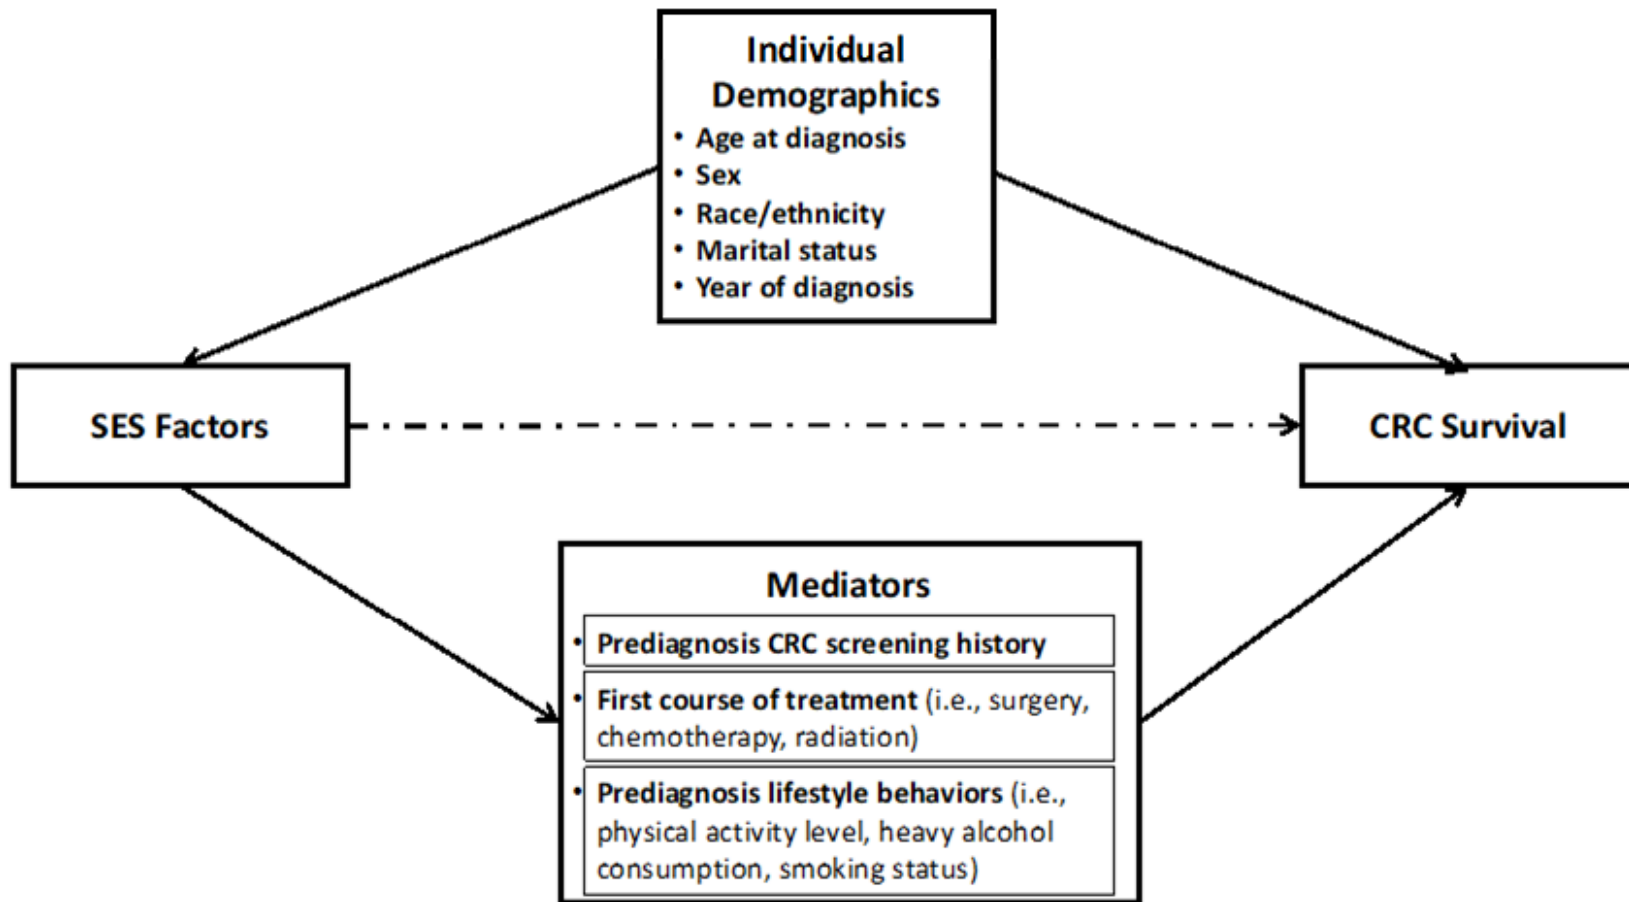 Individual
Demographics
• Age at diagnosis
• Sex
• Race/ethnicity
• Marital status
• Year of diagnosis
SES Factors
CRC Survival
Mediators
• Prediagnosis CRC screening history
• First course of treatment (i.e., surgery,
chemotherapy, radiation)
• Prediagnosis lifestyle behaviors (i.e.,
physical activity level, heavy alcohol
consumption, smoking status)